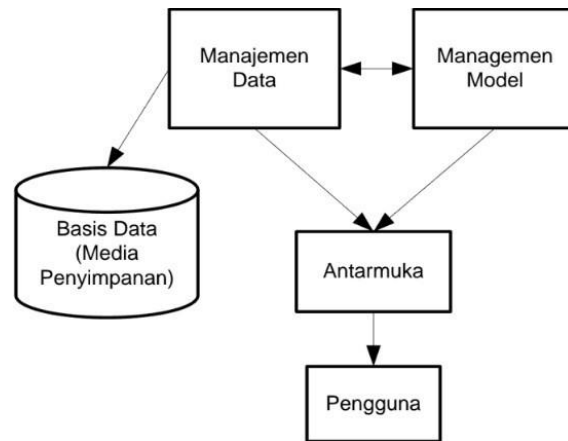 Manajemen
Data
Managemen
Model
Basis Data
(Media
Penyimpanan)
Antarmuka
Pengguna